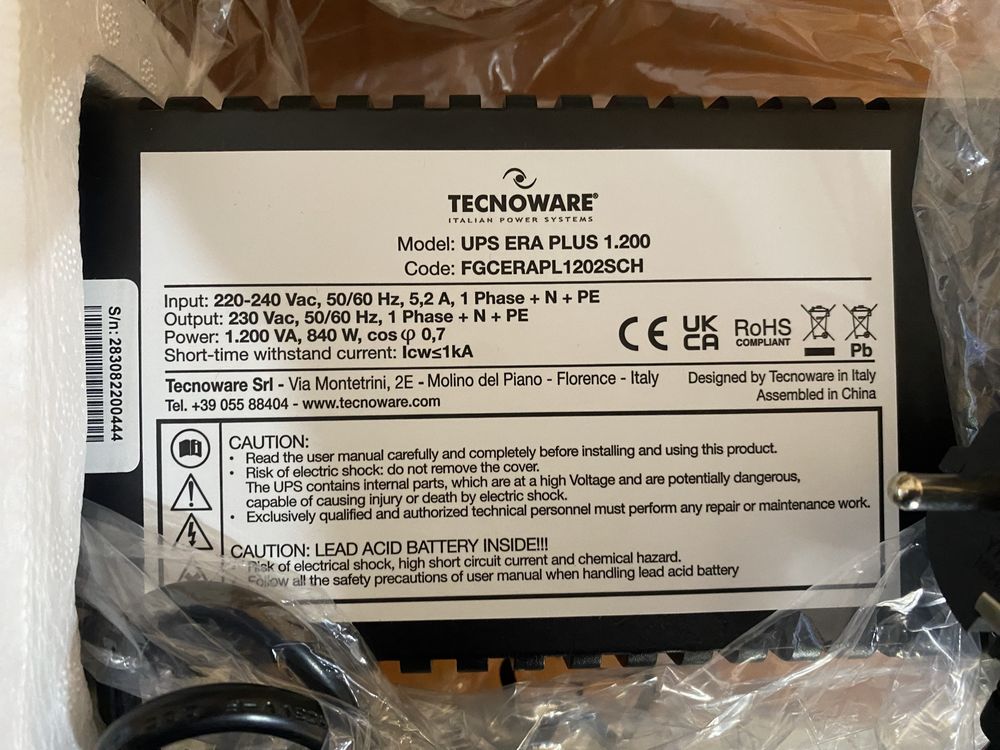 TECNOWARE®
ITALIAN POWER SYSTEMS
Model: UPS ERA PLUS 1.200
Code: FGCERAPL1202SCH
Input: 220-240 Vac, 50/60 Hz, 5,2 A, 1 Phase + N + PE
Output: 230 Vac, 50/60 Hz, 1 Phase + N + PE
Power: 1.200 VA, 840 W, cos φ 0,7
Short-time withstand current: Icw≤1kA
CE
UK
CA
RoHS
COMPLIANT
Pb
Tecnoware Srl - Via Montetrini, 2E - Molino del Piano - Florence - Italy
Tel. +39 055 88404 - www.tecnoware.com
Designed by Tecnoware in Italy
Assembled in China
S/n: 283082200444
CAUTION:
• Read the user manual carefully and completely before installing and using this product.
• Risk of electric shock: do not remove the cover.
The UPS contains internal parts, which are at a high Voltage and are potentially dangerous,
capable of causing injury or death by electric shock.
• Exclusively qualified and authorized technical personnel must perform any repair or maintenance work.
CAUTION: LEAD ACID BATTERY INSIDE!!!
Risk of electrical shock, high short circuit current and chemical hazard.
Follow all the safety precautions of user manual when handling lead acid battery